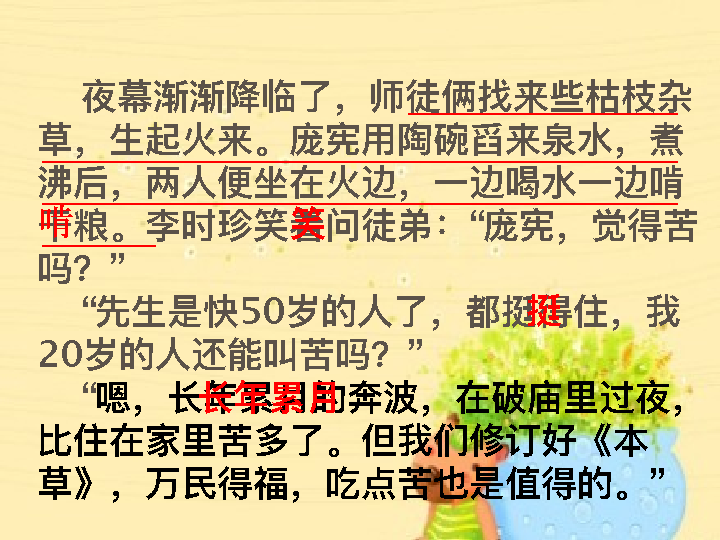 夜幕渐渐降临了，师徒俩找来些枯枝杂
草，生起火来。庞宪用陶碗舀来泉水，煮
沸后，两人便坐在火边，一边喝水一边啃
干粮。李时珍笑着问徒弟：“庞宪，觉得苦
啃
笑
吗？”
“先生是快50岁的人了，都挺得住，我
挺
20岁的人还能叫苦吗？”
“嗯，长年累月的奔波，在破庙里过夜，
长年累月
比住在家里苦多了。但我们修订好《本
草》，万民得福，吃点苦也是值得的。”